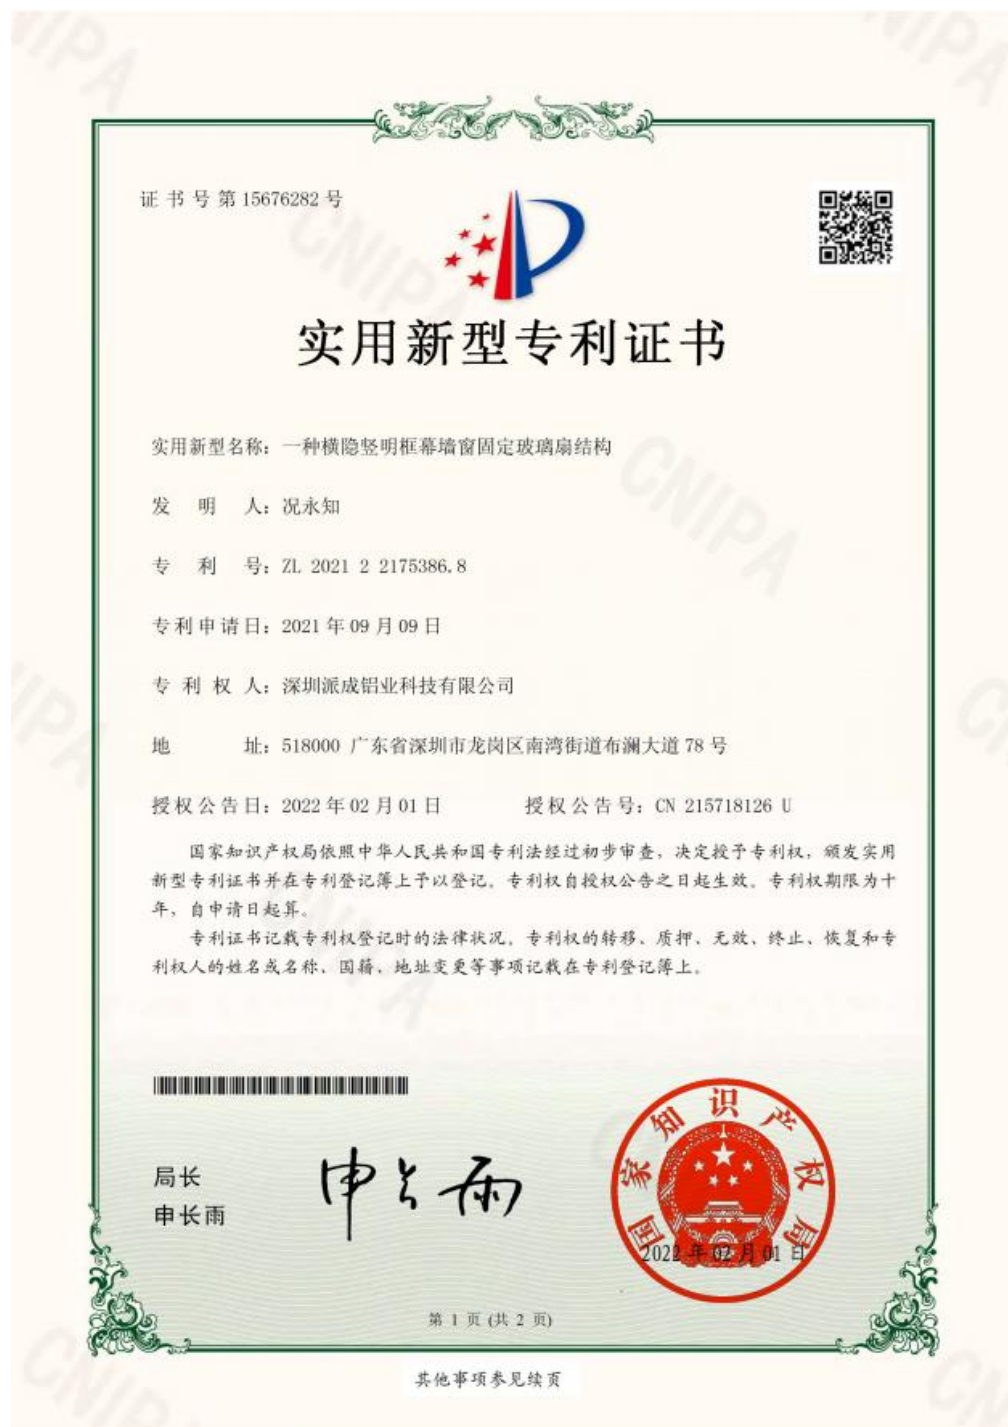 证书号第15676282号
实用新型专利证书
实用新型名称：一种横隐竖明框幕墙窗固定玻璃扇结构
发明人：况永知
专利号：ZL 2021 2 2175386.8
专利申请日：2021年09月09日
专利权人：深圳派成铝业科技有限公司
地址：518000 广东省深圳市龙岗区南湾街道布澜大道78号
授权公告日：2022年02月01日 授权公告号：CN 215718126 U
国家知识产权局依照中华人民共和国专利法经过初步审查，决定授予专利权，颁发实用
新型专利证书并在专利登记簿上予以登记。专利权自授权公告之日起生效。专利权期限为十
年，自申请日起算。
专利证书记载专利权登记时的法律状况。专利权的转移、质押、无效、终止、恢复和专
利权人的姓名或名称、国籍、地址变更等事项记载在专利登记簿上。
局长
申长雨
申长雨
国家知识产权局
2022年02月01日
第 1 页 (共 2 页)
其他事项参见续页
CNIPA
CNIPA
CNIPA
CNIPA
CNIPA